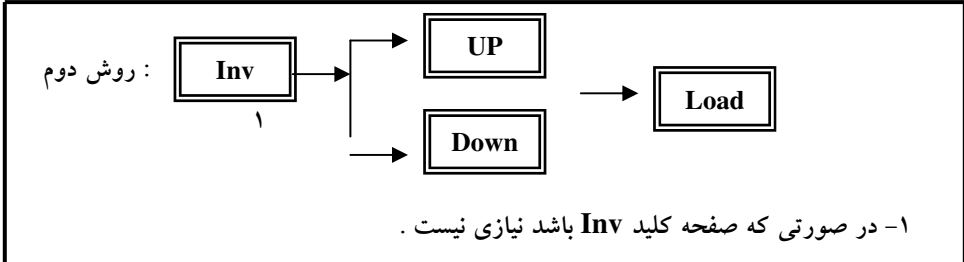 UP
روش دوم : Inv
Load
۱
Down
۱- در صورتی که صفحه کلید Inv باشد نیازی نیست .